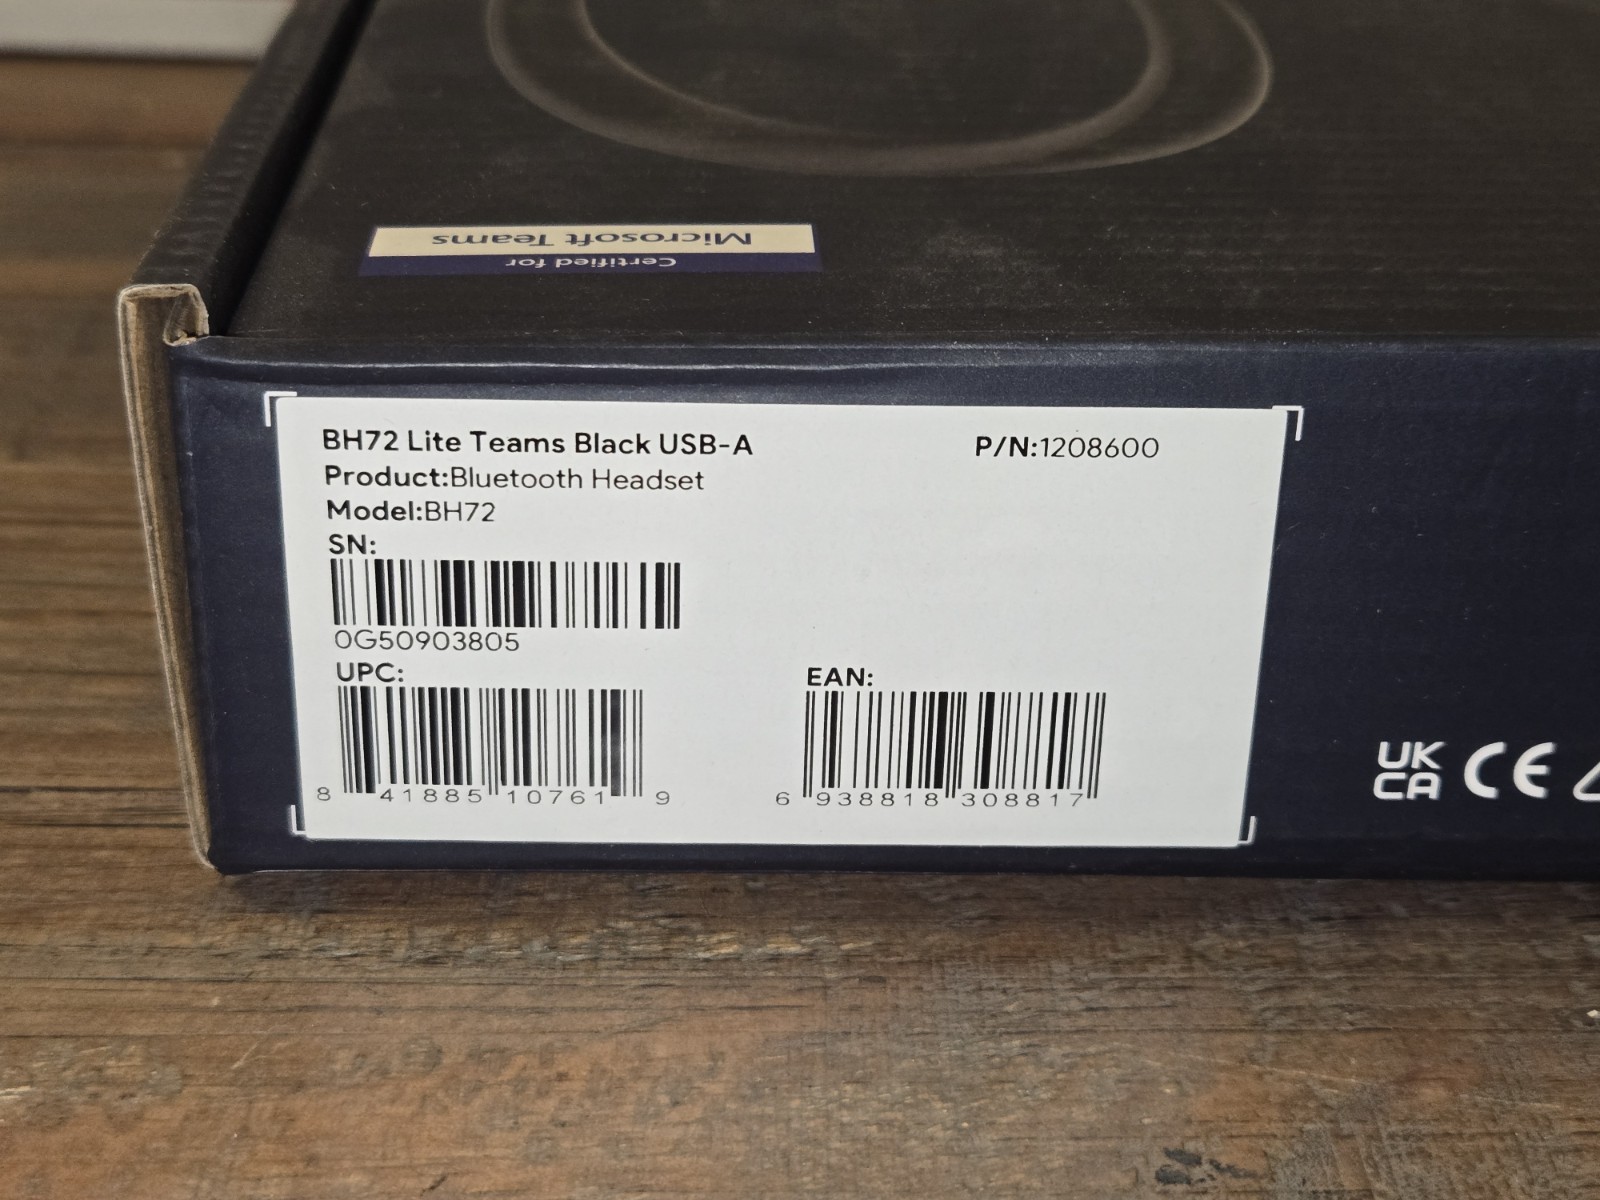 Certified for
Microsoft Teams
BH72 Lite Teams Black USB-A
P/N:1208600
Product:Bluetooth Headset
Model:BH72
SN:
0G50903805
UPC:
8 41885 10761 9
EAN:
6 938818 308817
UK
CA
CE